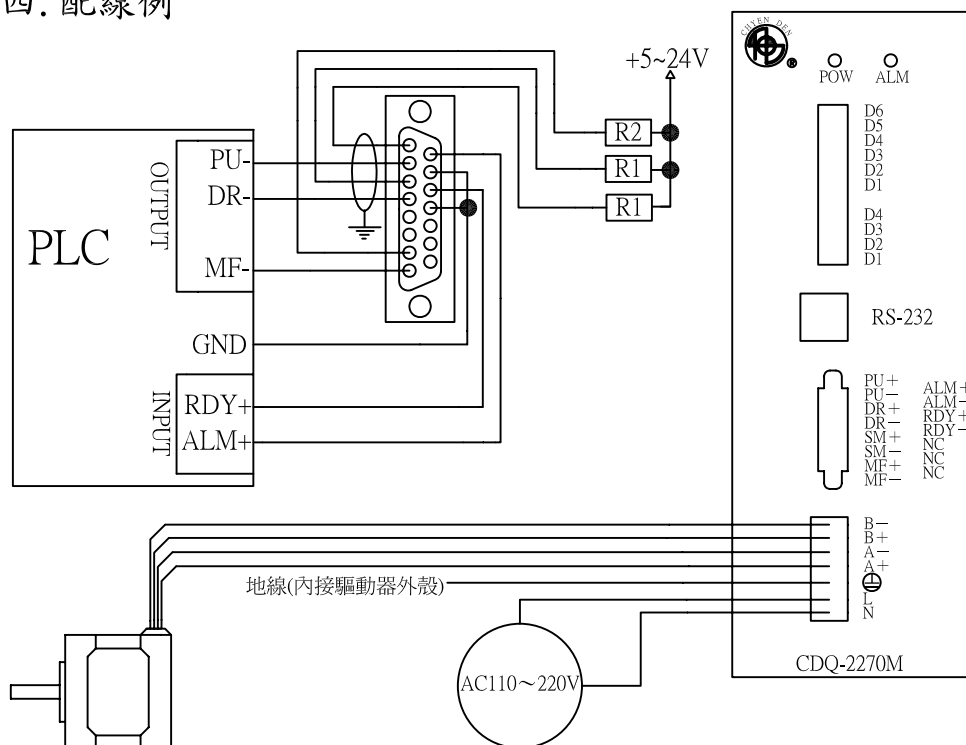 四.配線例
+5~24V
R2
R1
R1
PLC
OUTPUT
PU-
DR-
MF-
GND
INPUT
RDY+
ALM+
CHYEN DEN
®
POW
ALM
D6
D5
D4
D3
D2
D1
D4
D3
D2
D1
RS-232
PU+
PU−
DR+
DR−
SM+
SM−
MF+
MF−
ALM+
ALM−
RDY+
RDY−
NC
NC
NC
B−
B+
A−
A+
L
N
地線(內接驅動器外殼)
AC110～220V
CDQ-2270M